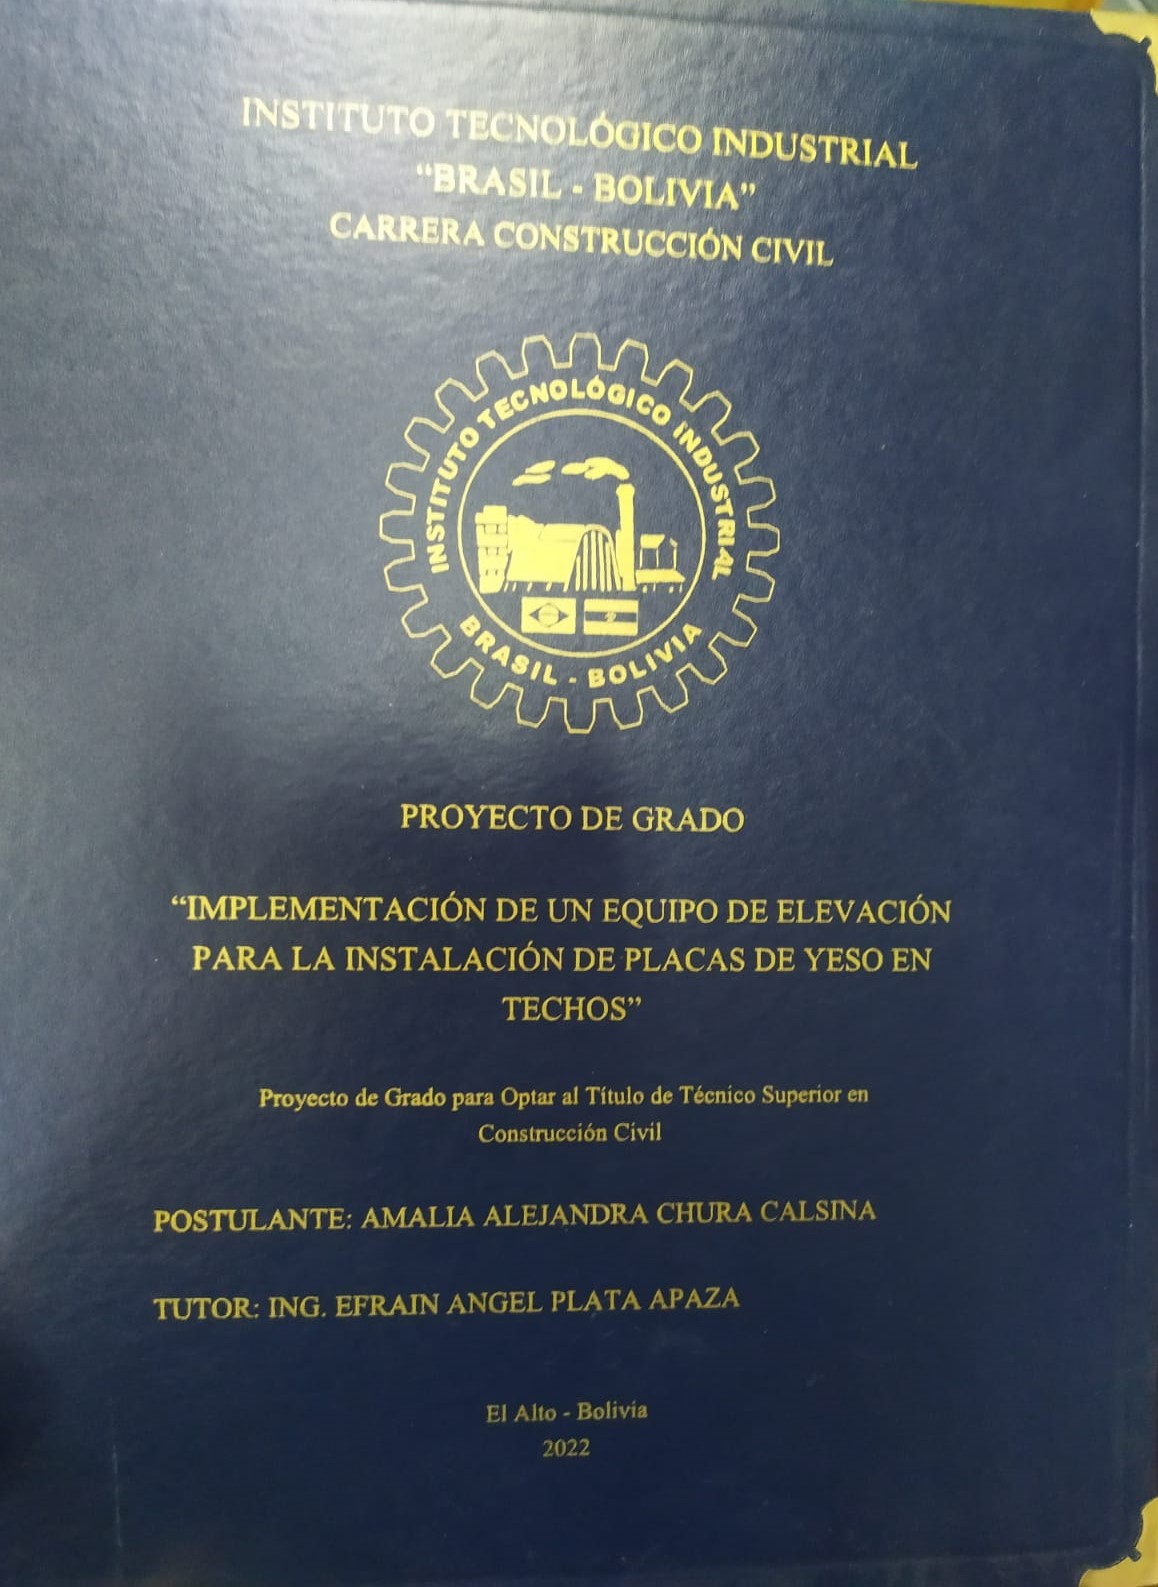 INSTITUTO TECNOLÓGICO INDUSTRIAL
“BRASIL - BOLIVIA”
CARRERA CONSTRUCCIÓN CIVIL
INSTITUTO TECNOLÓGICO INDUSTRIAL
BRASIL - BOLIVIA
PROYECTO DE GRADO
“IMPLEMENTACIÓN DE UN EQUIPO DE ELEVACIÓN
PARA LA INSTALACIÓN DE PLACAS DE YESO EN
TECHOS”
Proyecto de Grado para Optar al Título de Técnico Superior en
Construcción Civil
POSTULANTE: AMALIA ALEJANDRA CHURA CALSINA
TUTOR: ING. EFRAIN ANGEL PLATA APAZA
El Alto - Bolivia
2022